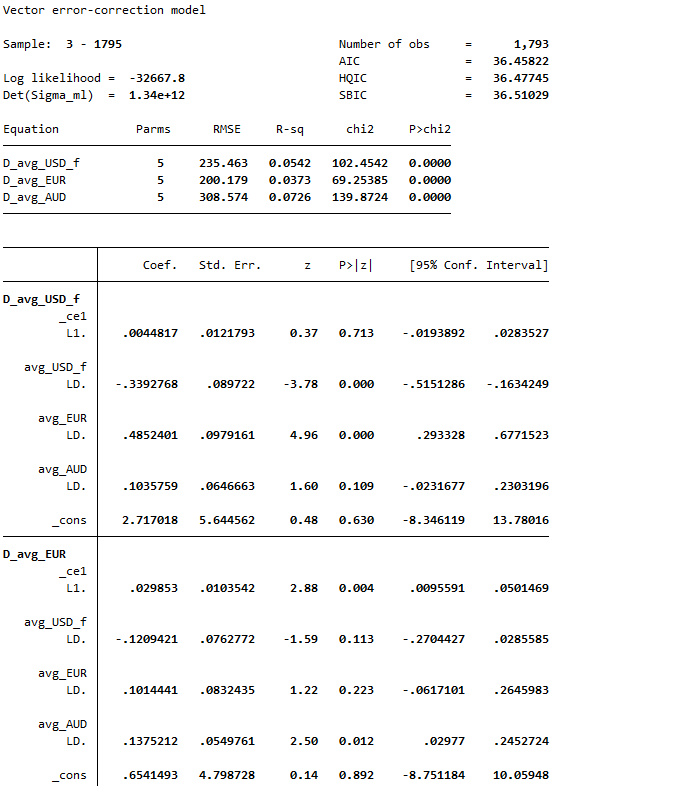 Vector error-correction model
Sample:  3 - 1795                               Number of obs     =      1,793
                                                AIC               =   36.45822
Log likelihood =  -32667.8                      HQIC              =   36.47745
Det(Sigma_ml)  =  1.34e+12                      SBIC              =   36.51029
Equation           Parms      RMSE     R-sq      chi2     P>chi2
D_avg_USD_f           5     235.463   0.0542   102.4542   0.0000
D_avg_EUR             5     200.179   0.0373   69.25385   0.0000
D_avg_AUD             5     308.574   0.0726   139.8724   0.0000
Coef.   Std. Err.      z    P>|z|     [95% Conf. Interval]
D_avg_USD_f
_ce1
L1.    .0044817   .0121793     0.37   0.713    -.0193892    .0283527
avg_USD_f
LD.   -.3392768    .089722    -3.78   0.000    -.5151286   -.1634249
avg_EUR
LD.    .4852401   .0979161     4.96   0.000      .293328    .6771523
avg_AUD
LD.    .1035759   .0646663     1.60   0.109    -.0231677    .2303196
_cons    2.717018   5.644562     0.48   0.630    -8.346119    13.78016
D_avg_EUR
_ce1
L1.     .029853   .0103542     2.88   0.004     .0095591    .0501469
avg_USD_f
LD.   -.1209421   .0762772    -1.59   0.113    -.2704427    .0285585
avg_EUR
LD.    .1014441   .0832435     1.22   0.223    -.0617101    .2645983
avg_AUD
LD.    .1375212   .0549761     2.50   0.012       .02977    .2452724
_cons    .6541493   4.798728     0.14   0.892    -8.751184    10.05948